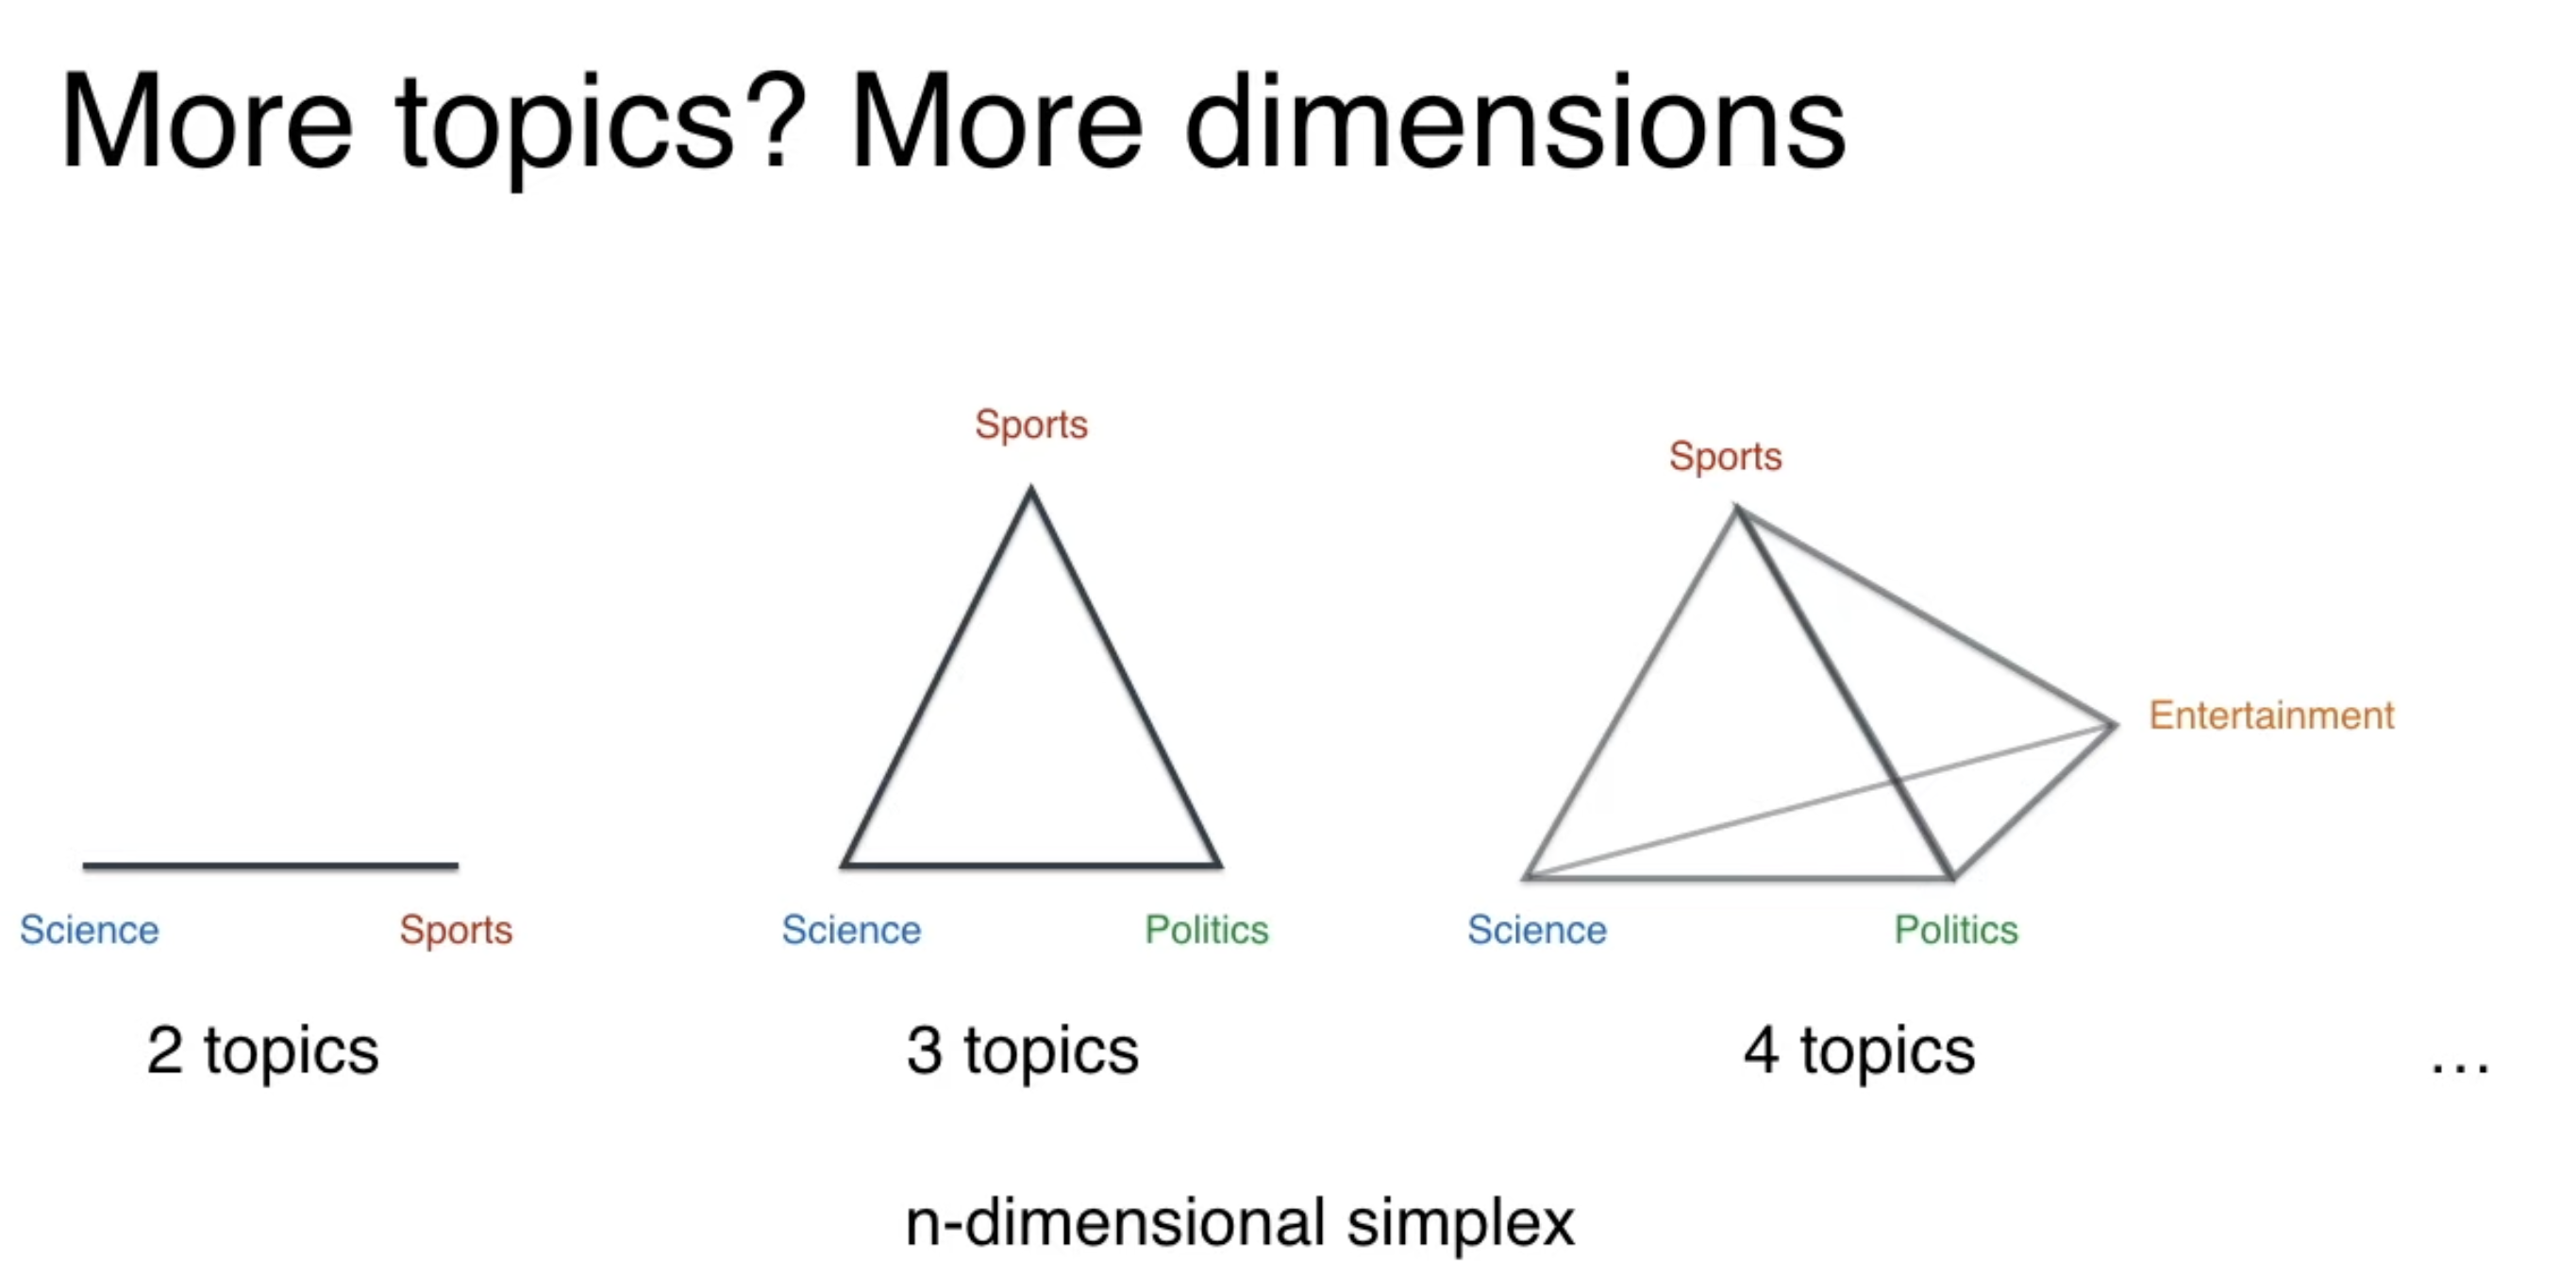 More topics? More dimensions
Sports
Sports
Entertainment
Science Sports
Science Politics
Science Politics
2 topics
3 topics
4 topics
...
n-dimensional simplex